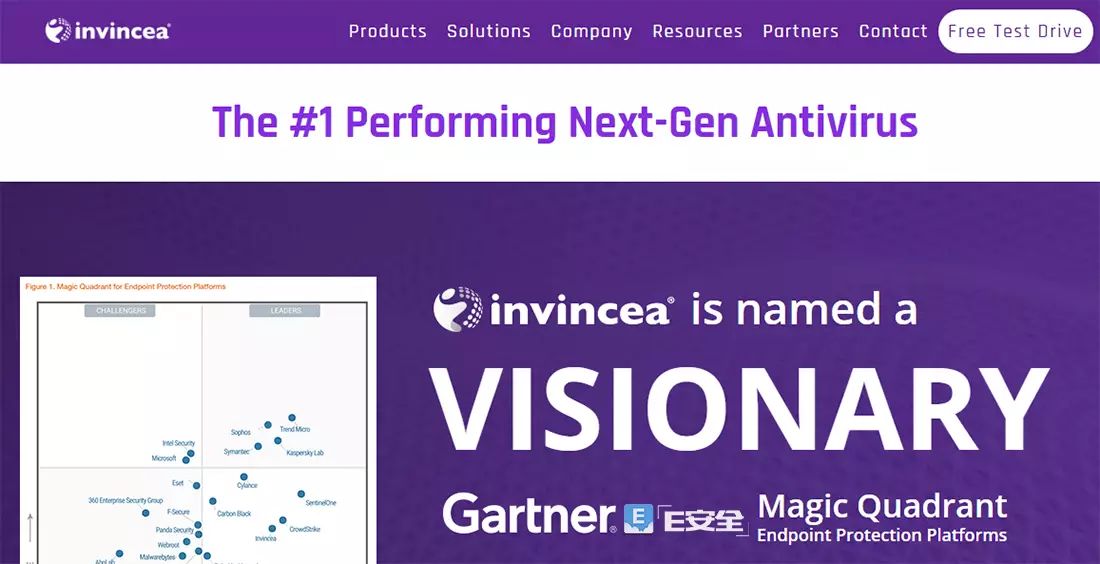 invincea®
Products Solutions Company Resources Partners Contact Free Test Drive
The #1 Performing Next-Gen Antivirus
Figure 1. Magic Quadrant for Endpoint Protection Platforms
CHALLENGERS LEADERS
Sophos
Trend Micro
Intel Security
Symantec
Kaspersky Lab
Microsoft
Eset
Cylance
360 Enterprise Security Group
SentinelOne
F-Secure
Carbon Black
Panda Security
CrowdStrike
Invincea
Webroot
Malwarebytes
invincea® is named a
VISIONARY
Gartner®
E
「E安全」
Magic Quadrant
Endpoint Protection Platforms